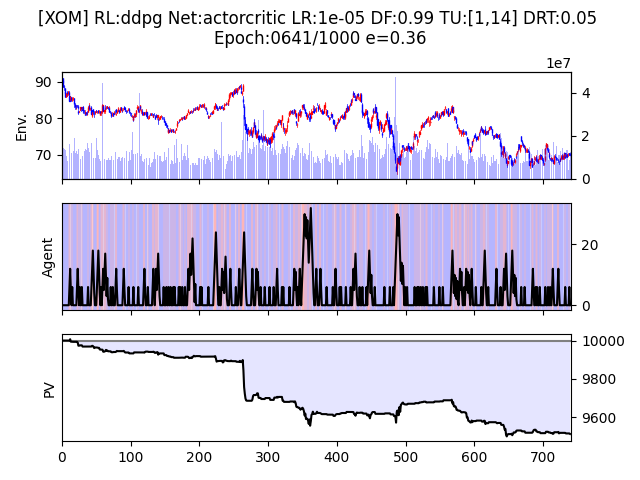 [XOM] RL:ddpg Net:actorcritic LR:1e-05 DF:0.99 TU:[1,14] DRT:0.05
Epoch:0641/1000 e=0.36
1e7
Env.
90
80
70
4
2
0
Agent
20
0
PV
10000
9800
9600
0 100 200 300 400 500 600 700